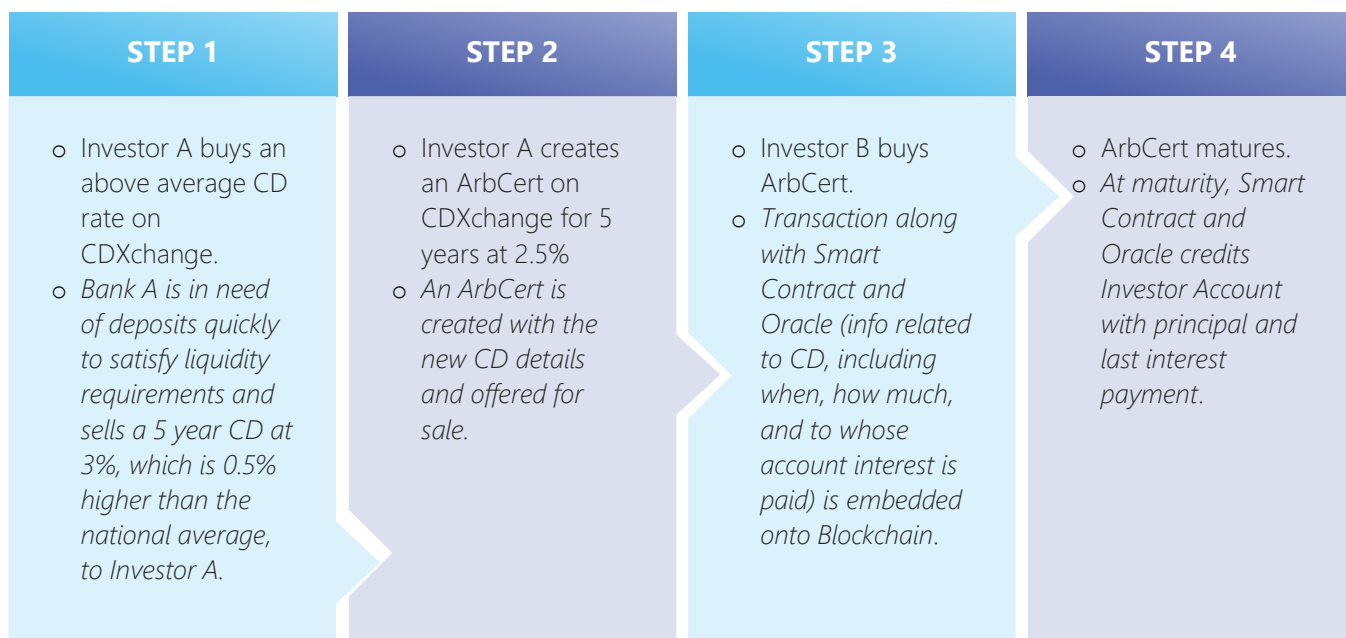 STEP 1
o Investor A buys an
above average CD
rate on
CDXchange.
o Bank A is in need
of deposits quickly
to satisfy liquidity
requirements and
sells a 5 year CD at
3%, which is 0.5%
higher than the
national average,
to Investor A.
STEP 2
o Investor A creates
an ArbCert on
CDXchange for 5
years at 2.5%
o An ArbCert is
created with the
new CD details
and offered for
sale.
STEP 3
o Investor B buys
ArbCert.
o Transaction along
with Smart
Contract and
Oracle (info related
to CD, including
when, how much,
and to whose
account interest is
paid) is embedded
onto Blockchain.
STEP 4
o ArbCert matures.
o At maturity, Smart
Contract and
Oracle credits
Investor Account
with principal and
last interest
payment.